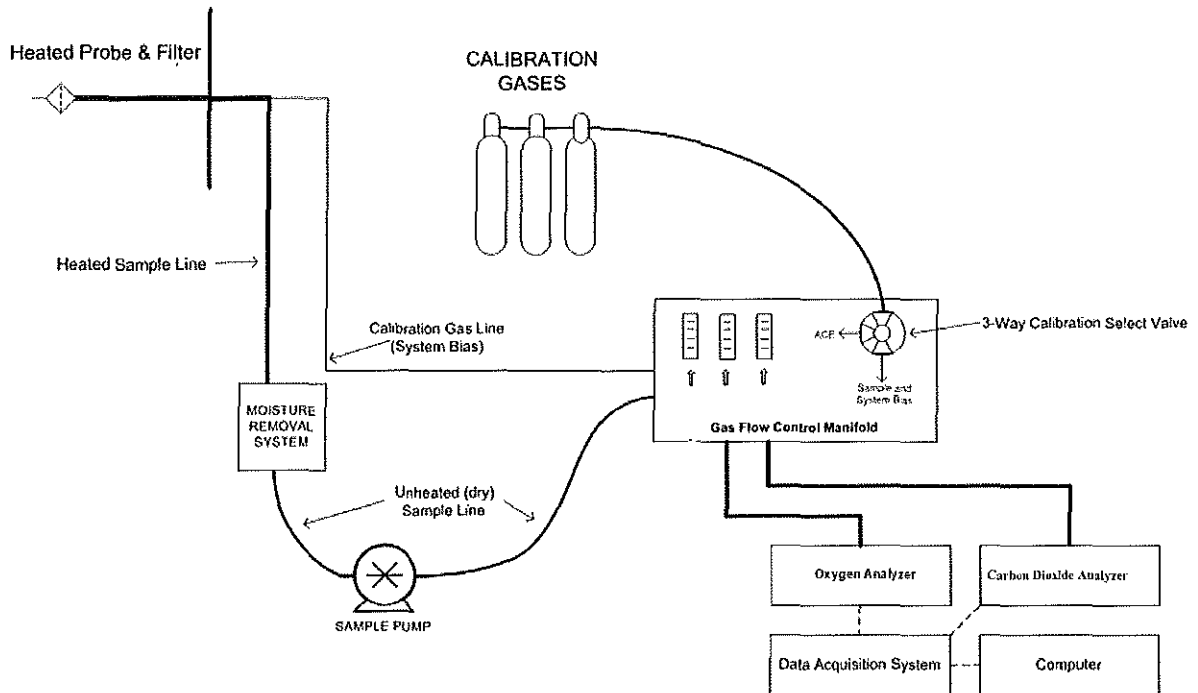 Heated Probe & Filter
CALIBRATION
GASES
Heated Sample Line
Calibration Gas Line
(System Bias)
3-Way Calibration Select Valve
ACE
Sample and
System Bias
Gas Flow Control Manifold
MOISTURE
REMOVAL
SYSTEM
Unheated (dry)
Sample Line
SAMPLE PUMP
Oxygen Analyzer
Carbon Dioxide Analyzer
Data Acquisition System
Computer